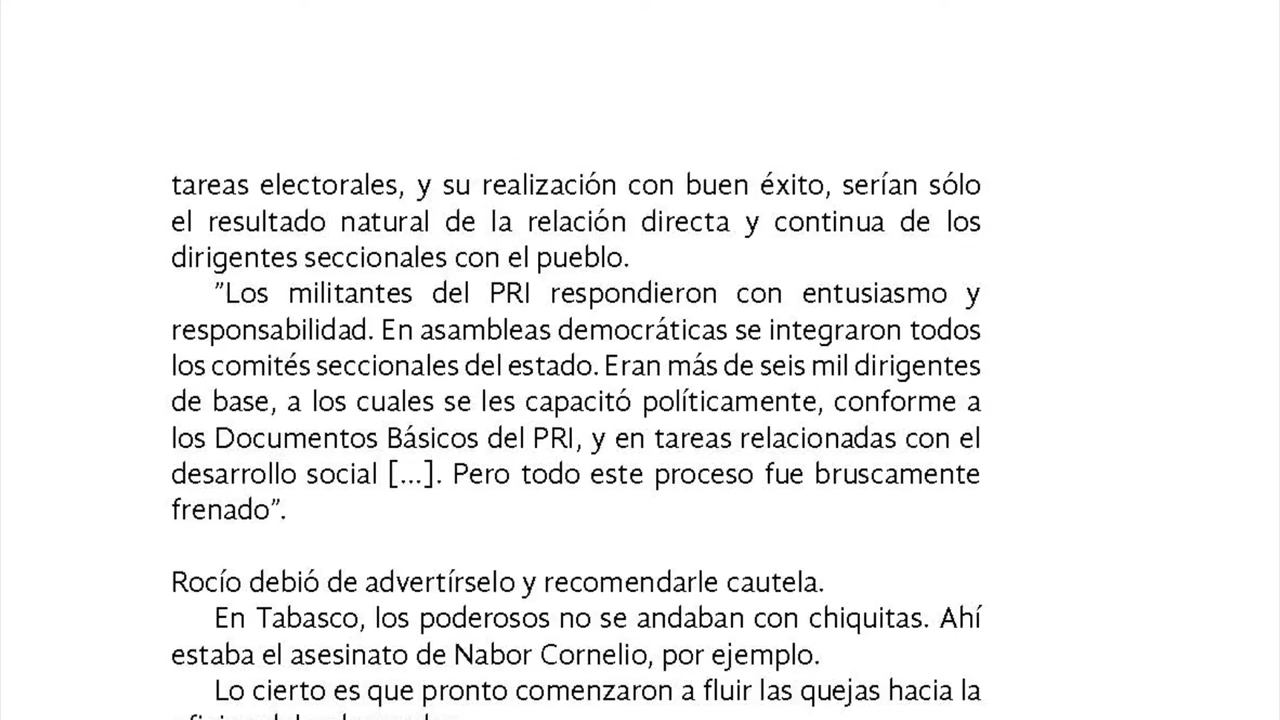 tareas electorales, y su realización con buen éxito, serían sólo
el resultado natural de la relación directa y continua de los
dirigentes seccionales con el pueblo.
”Los militantes del PRI respondieron con entusiasmo y
responsabilidad. En asambleas democráticas se integraron todos
los comités seccionales del estado. Eran más de seis mil dirigentes
de base, a los cuales se les capacitó políticamente, conforme a
los Documentos Básicos del PRI, y en tareas relacionadas con el
desarrollo social [...]. Pero todo este proceso fue bruscamente
frenado”.
Rocío debió de advertírselo y recomendarle cautela.
En Tabasco, los poderosos no se andaban con chiquitas. Ahí
estaba el asesinato de Nabor Cornelio, por ejemplo.
Lo cierto es que pronto comenzaron a fluir las quejas hacia la